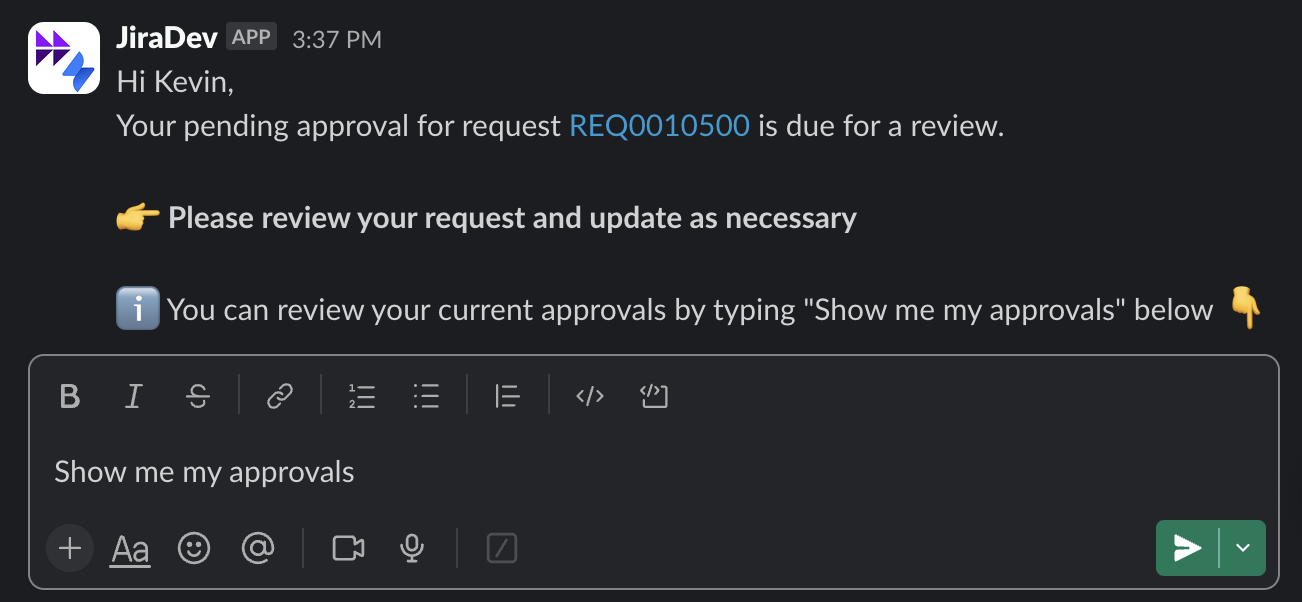 JiraDev APP 3:37 PM
Hi Kevin,
Your pending approval for request REQ0010500 is due for a review.
👉 Please review your request and update as necessary
ℹ️ You can review your current approvals by typing "Show me my approvals" below 👇
B I S
Show me my approvals
+ Aa @